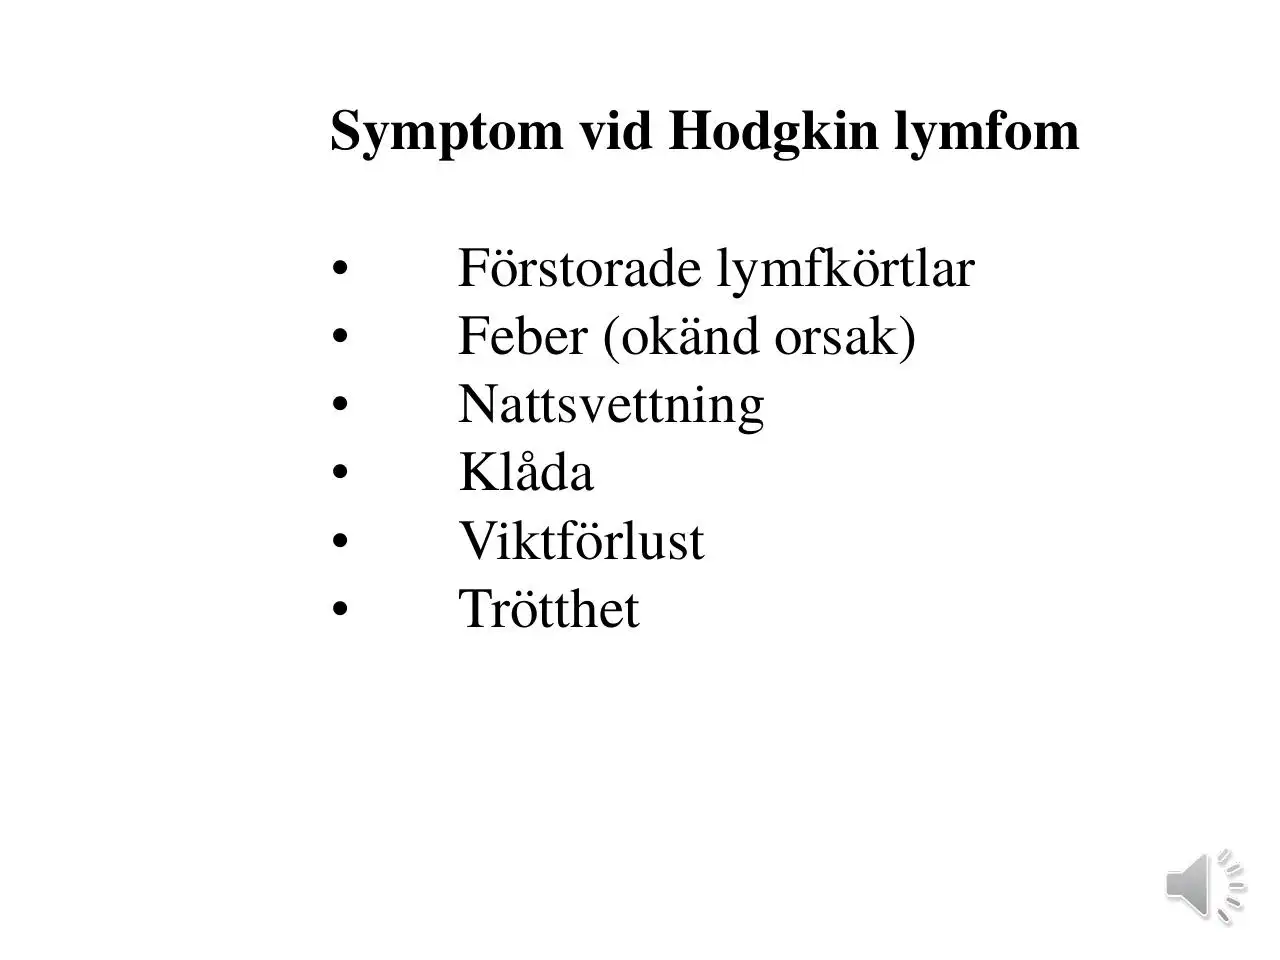 Symptom vid Hodgkin lymfom
• Förstorade lymfkörtlar
• Feber (okänd orsak)
• Nattsvettning
• Klåda
• Viktförlust
• Trötthet